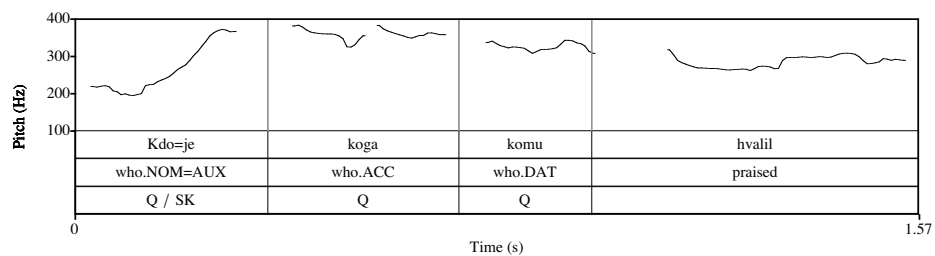 400
300
200
100
Pitch (Hz)
Kdo=je koga komu hvalil
who.NOM=AUX who.ACC who.DAT praised
Q / SK Q Q
0 1.57
Time (s)